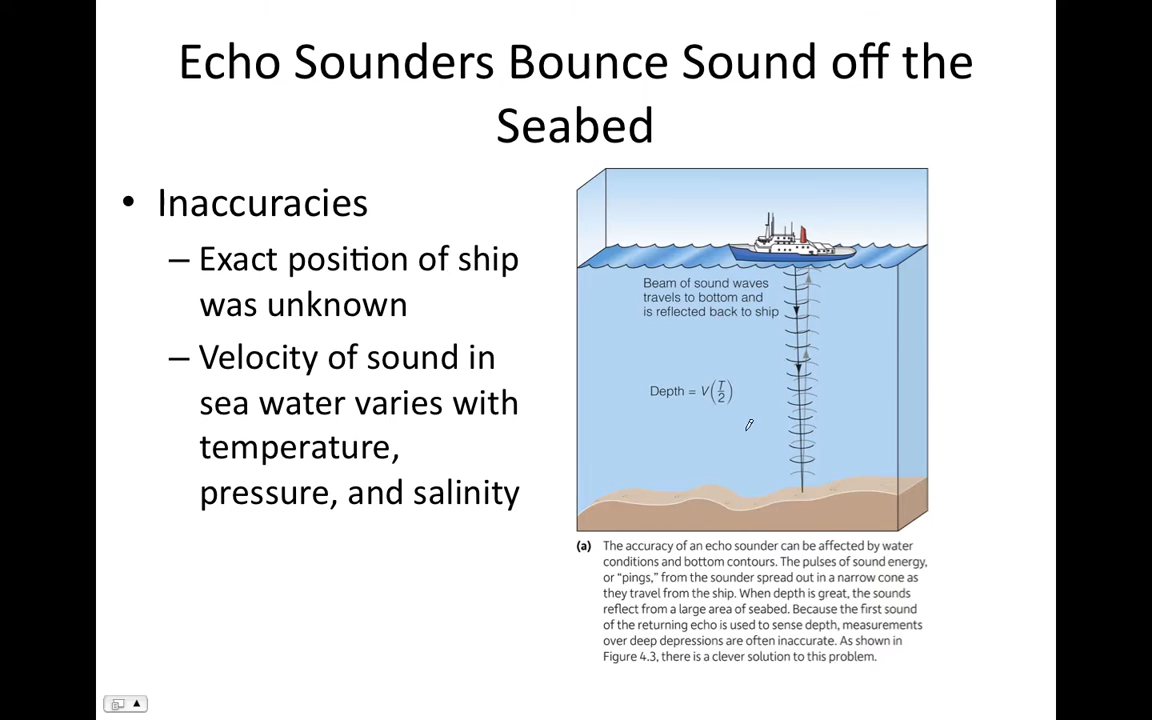 Echo Sounders Bounce Sound off the
Seabed
• Inaccuracies
– Exact position of ship
was unknown
– Velocity of sound in
sea water varies with
temperature,
pressure, and salinity
Beam of sound waves
travels to bottom and
is reflected back to ship
Depth = V(T/2)
(a) The accuracy of an echo sounder can be affected by water
conditions and bottom contours. The pulses of sound energy,
or “pings,” from the sounder spread out in a narrow cone as
they travel from the ship. When depth is great, the sounds
reflect from a large area of seabed. Because the first sound
of the returning echo is used to sense depth, measurements
over deep depressions are often inaccurate. As shown in
Figure 4.3, there is a clever solution to this problem.